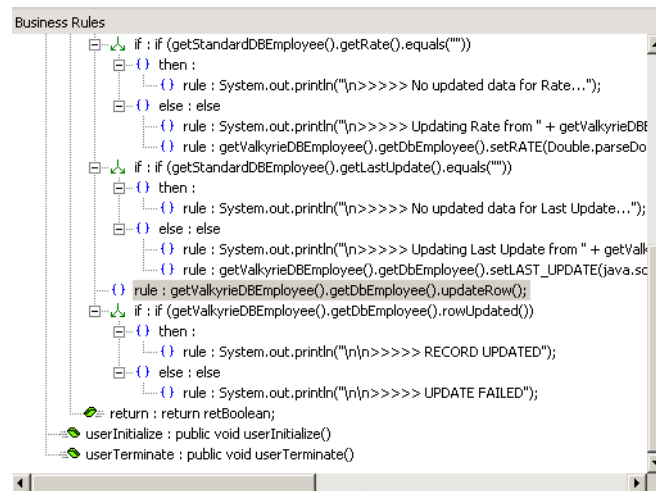 Business Rules
if : if (getStandardDBEmployee().getRate().equals(""))
{} then :
{} rule : System.out.println("\n>>>>> No updated data for Rate...");
{} else : else
{} rule : System.out.println("\n>>>>> Updating Rate from " + getValkyrieDBE
{} rule : getValkyrieDBEmployee().getDbEmployee().setRATE(Double.parseDo
if : if (getStandardDBEmployee().getLastUpdate().equals(""))
{} then :
{} rule : System.out.println("\n>>>>> No updated data for Last Update...");
{} else : else
{} rule : System.out.println("\n>>>>> Updating Last Update from " + getValk
{} rule : getValkyrieDBEmployee().getDbEmployee().setLAST_UPDATE(java.sc
{} rule : getValkyrieDBEmployee().getDbEmployee().updateRow();
if : if (getValkyrieDBEmployee().getDbEmployee().rowUpdated())
{} then :
{} rule : System.out.println("\n\n>>>>> RECORD UPDATED");
{} else : else
{} rule : System.out.println("\n\n>>>>> UPDATE FAILED");
return : return retBoolean;
userInitialize : public void userInitialize()
userTerminate : public void userTerminate()